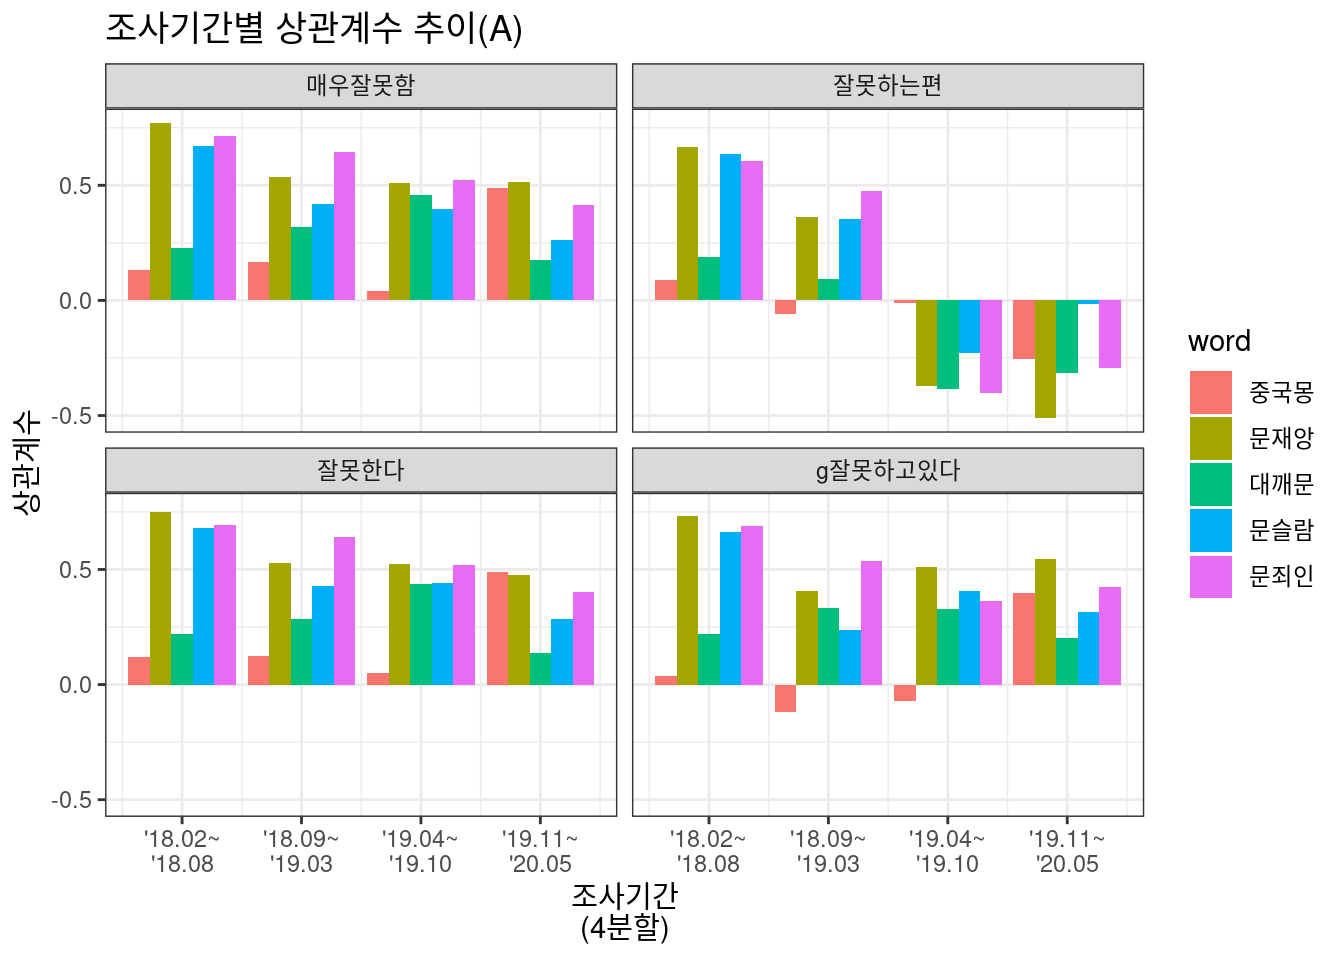 조사기간별 상관계수 추이(A)
매우잘못함
잘못하는편
0.5
0.0
-0.5
상관계수
잘못한다
g잘못하고있다
0.5
0.0
-0.5
'18.02~ '18.09~ '19.04~ '19.11~
'18.08 '19.03 '19.10 '20.05
'18.02~ '18.09~ '19.04~ '19.11~
'18.08 '19.03 '19.10 '20.05
조사기간
(4분할)
word
중국몽
문재앙
대깨문
문슬람
문죄인